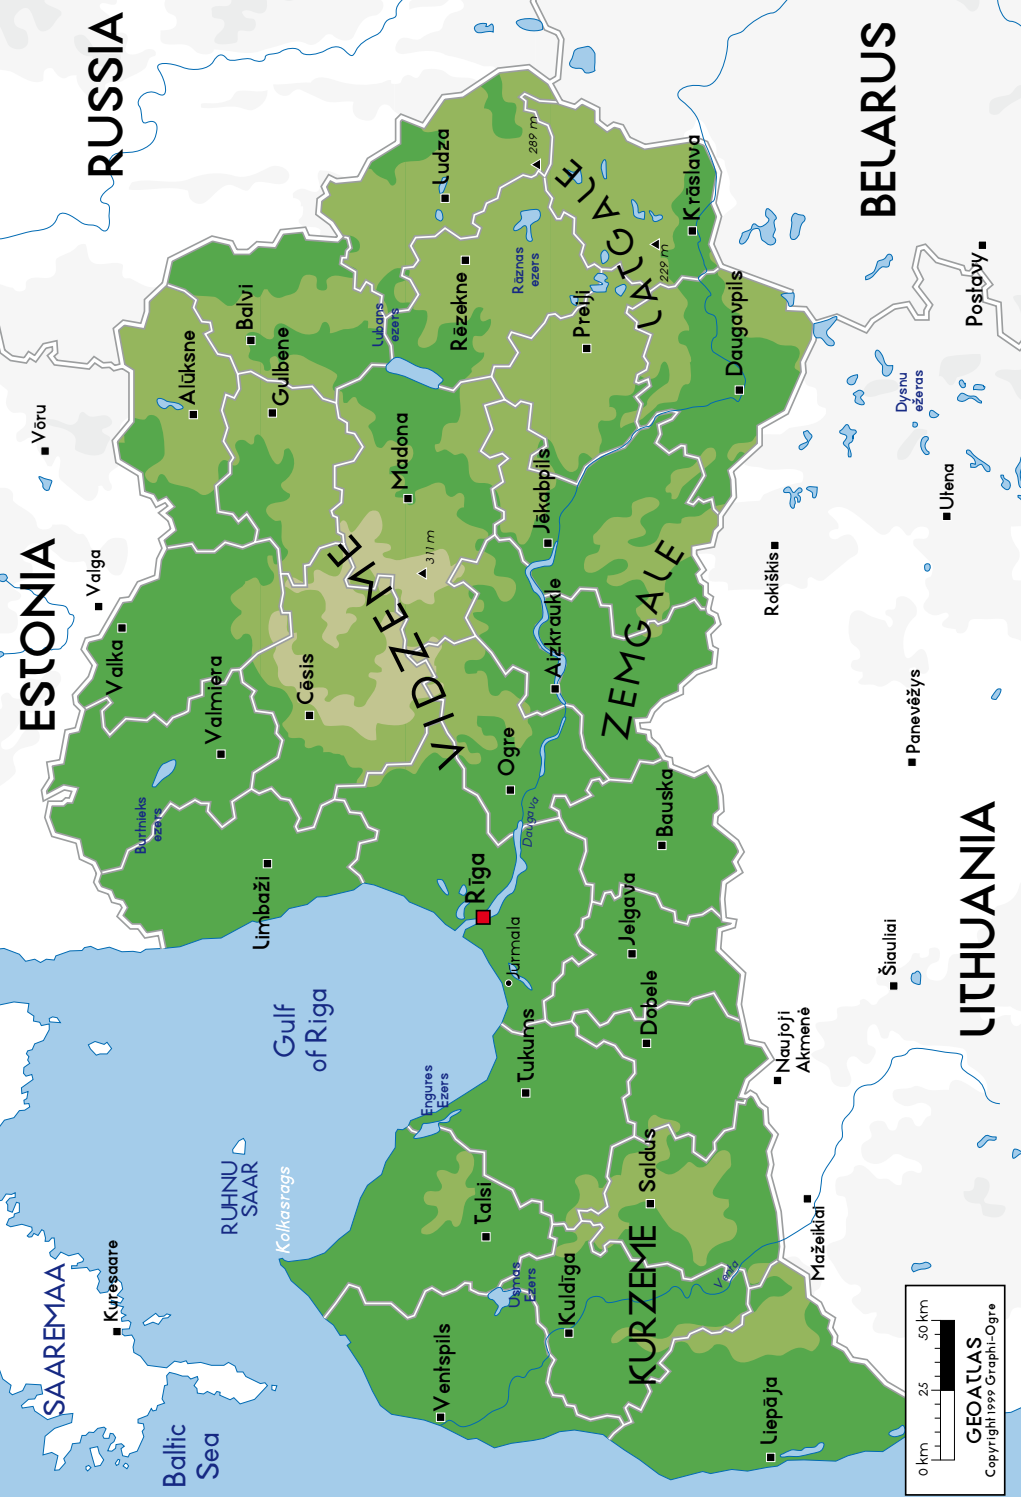 ESTONIA
RUSSIA
SAAREMAA
Kuresaare
Baltic
Sea
RUHNU
SAAR
Kolkasrags
Gulf
of Riga
Valka
Valga
Võru
Valmiera
Burtnieks
ezers
Limbaži
Cēsis
Alūksne
Balvi
Gulbene
VIDZEME
Madona
311 m
Lubans
ezers
Ludza
Rēzekne
Rāznas
ezers
289 m
LATGALE
229 m
Preiļi
Krāslava
Daugavpils
Jēkabpils
Aizkraukle
ZEMGALE
Ogre
Daugava
Rīga
Jūrmala
Engures
Ezers
Tukums
Talsi
Usmas
Ezers
Ventspils
Kuldīga
KURZEME
Saldus
Venta
Dobele
Jelgava
Bauska
Liepāja
Mažeikiai
Naujoji
Akmenė
Šiauliai
Panevėžys
Rokiškis
Utena
Dysnu
ežeras
Postavy
BELARUS
LITHUANIA
0 km 25 50 km
GEOATLAS
Copyright 1999 Graphi-Ogre